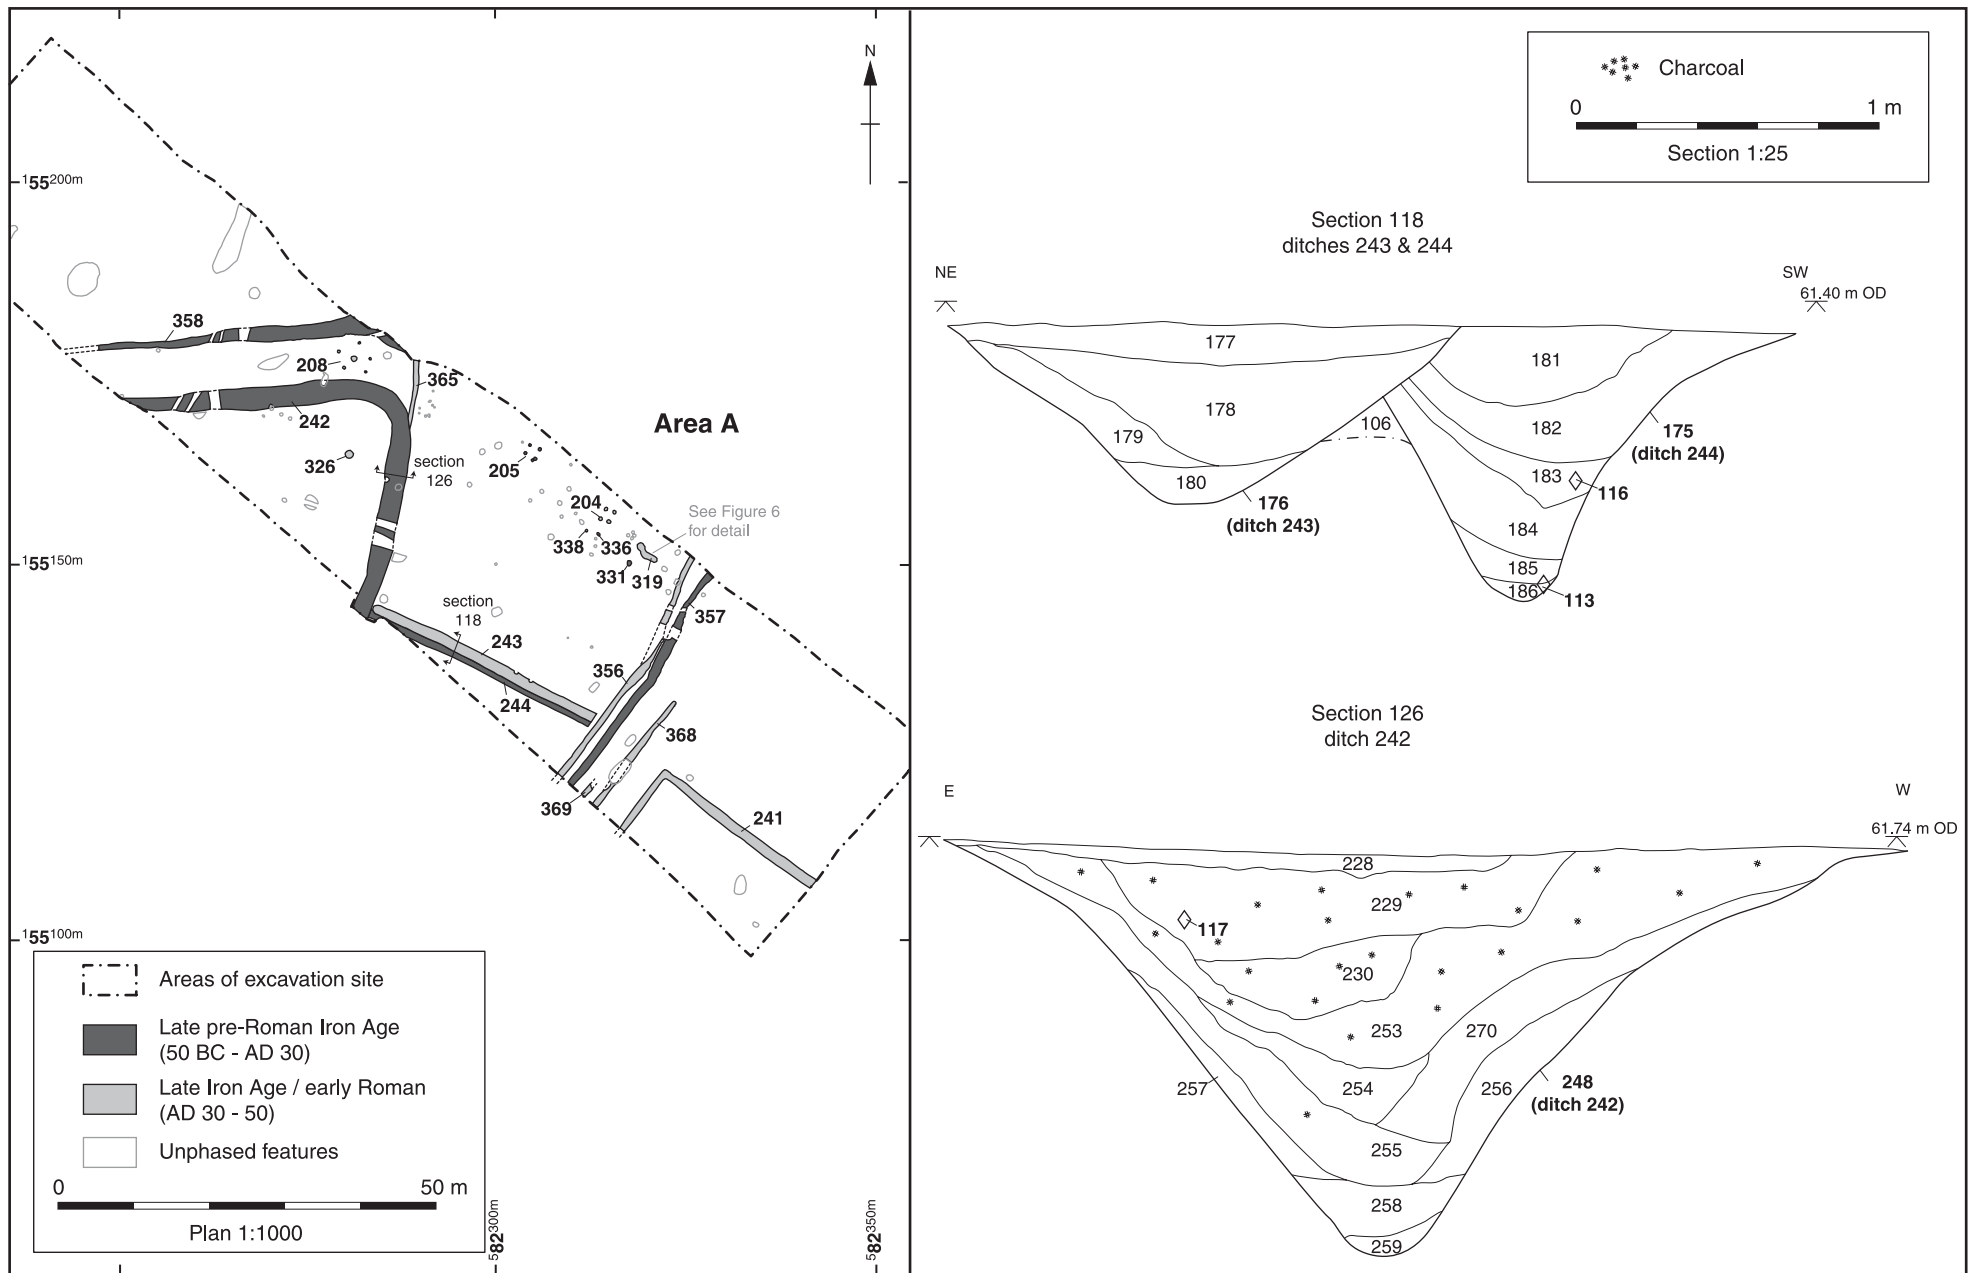 N
155200m
358
208
365
242
Area A
326
section
126
205
204
See Figure 6
for detail
338
336
331
319
155150m
section
118
357
243
356
244
368
369
241
155100m
Areas of excavation site
Late pre-Roman Iron Age
(50 BC - AD 30)
Late Iron Age / early Roman
(AD 30 - 50)
Unphased features
0
50 m
Plan 1:1000
582300m
582350m
Charcoal
0
1 m
Section 1:25
Section 118
ditches 243 & 244
NE
SW
61.40 m OD
177
181
178
106
182
179
175
(ditch 244)
180
183
116
176
(ditch 243)
184
185
186
113
Section 126
ditch 242
E
W
61.74 m OD
228
229
117
230
253
270
257
254
256
248
(ditch 242)
255
258
259